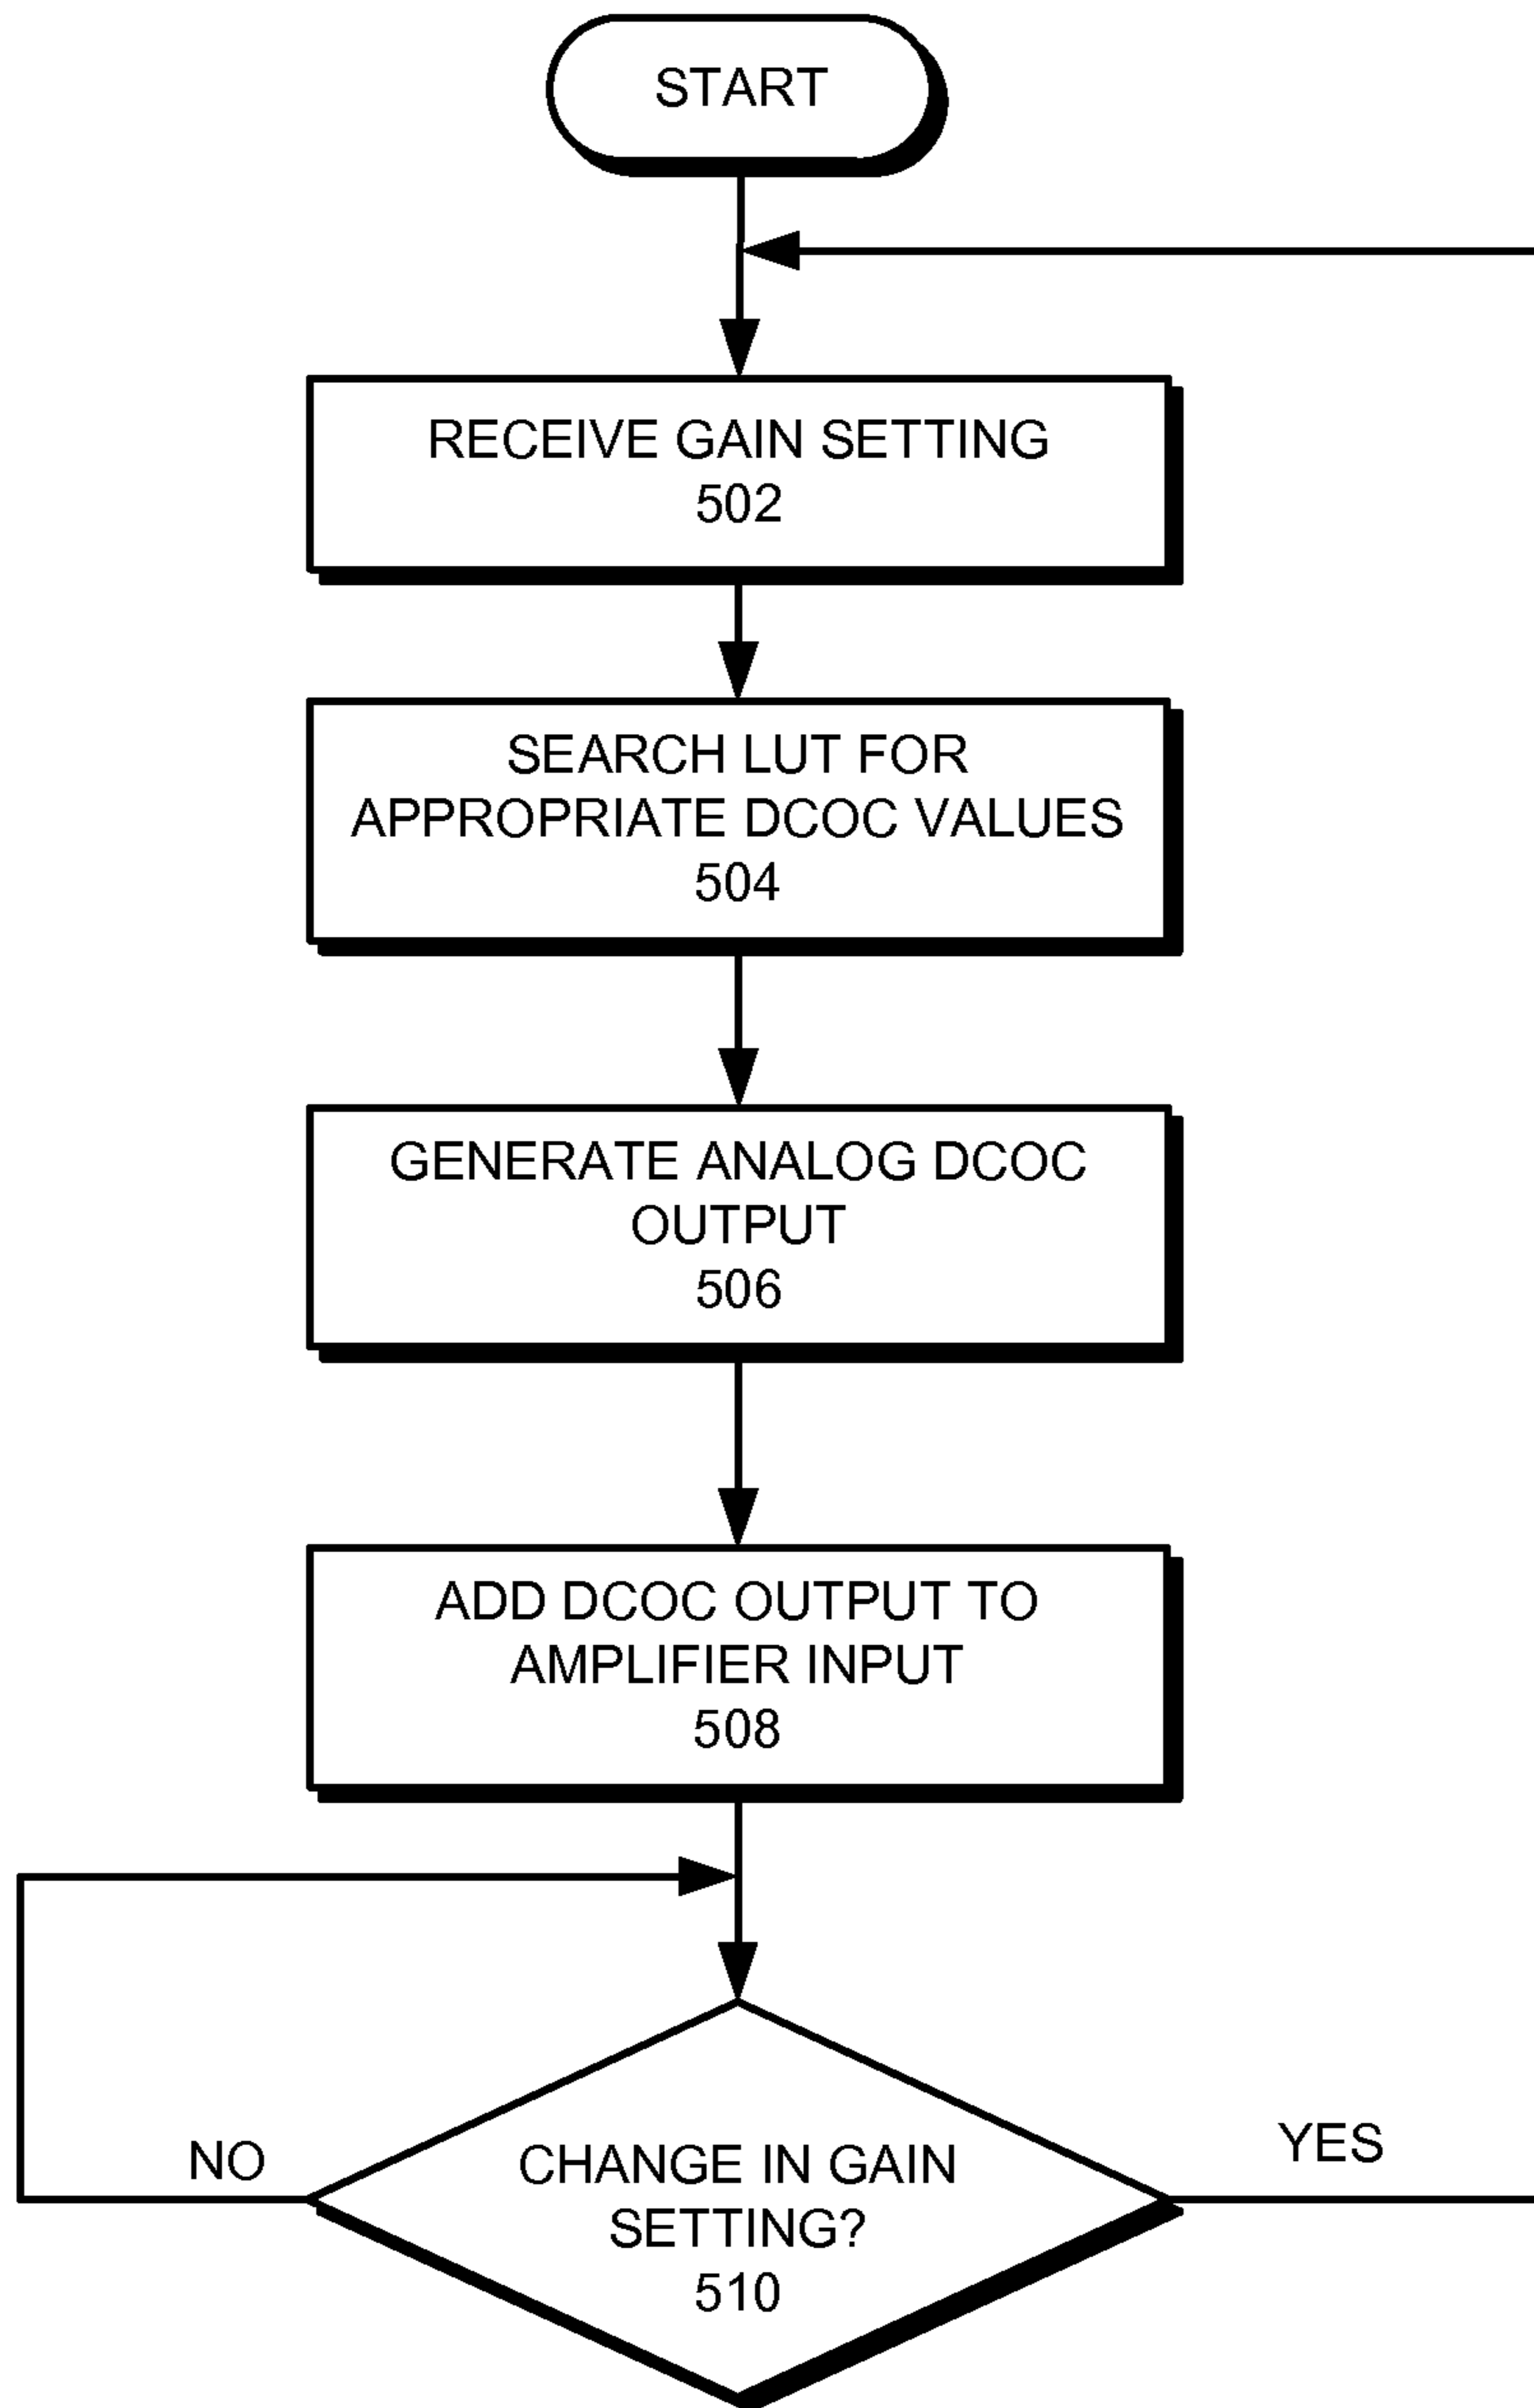 START
RECEIVE GAIN SETTING
502
SEARCH LUT FOR
APPROPRIATE DCOC VALUES
504
GENERATE ANALOG DCOC
OUTPUT
506
ADD DCOC OUTPUT TO
AMPLIFIER INPUT
508
NO
CHANGE IN GAIN
SETTING?
510
YES